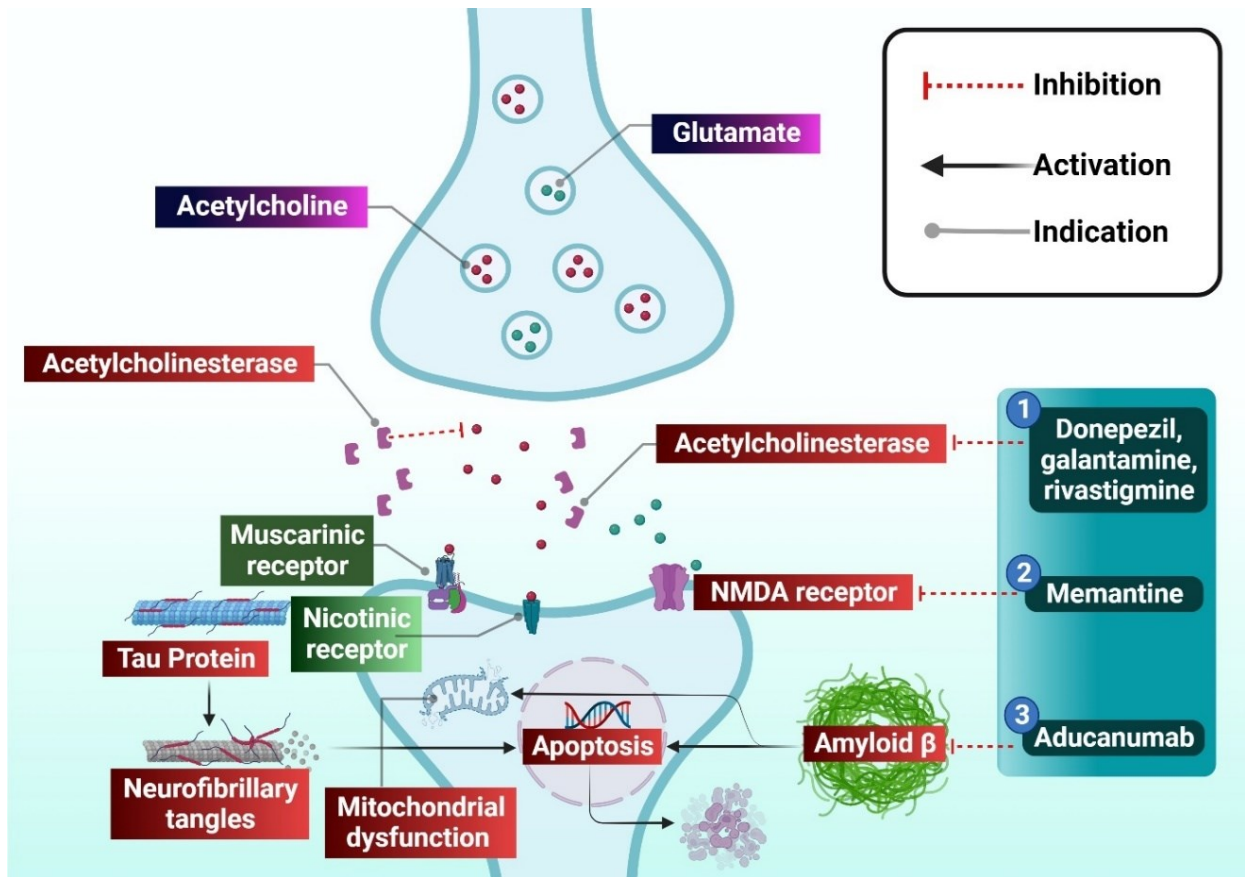 Inhibition
Activation
Indication
Glutamate
Acetylcholine
Acetylcholinesterase
Acetylcholinesterase
1
Donepezil,
galantamine,
rivastigmine
Muscarinic
receptor
Nicotinic
receptor
NMDA receptor
2
Memantine
Tau Protein
Neurofibrillary
tangles
Mitochondrial
dysfunction
Apoptosis
Amyloid β
3
Aducanumab